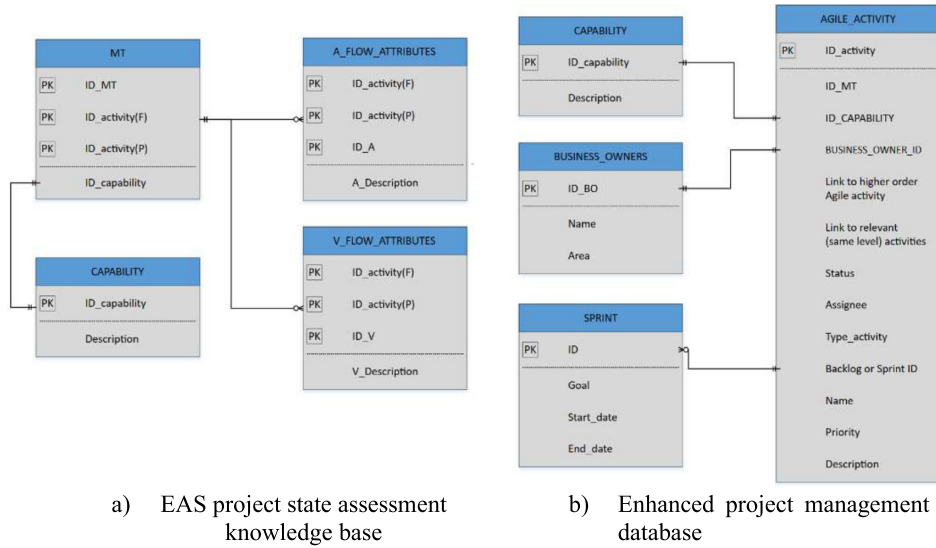 MT
PK ID_MT
PK ID_activity(F)
PK ID_activity(P)
ID_capability
CAPABILITY
PK ID_capability
Description
A_FLOW_ATTRIBUTES
PK ID_activity(F)
PK ID_activity(P)
PK ID_A
A_Description
V_FLOW_ATTRIBUTES
PK ID_activity(F)
PK ID_activity(P)
PK ID_V
V_Description
a) EAS project state assessment
knowledge base
CAPABILITY
PK ID_capability
Description
BUSINESS_OWNERS
PK ID_BO
Name
Area
SPRINT
PK ID
Goal
Start_date
End_date
AGILE_ACTIVITY
PK ID_activity
ID_MT
ID_CAPABILITY
BUSINESS_OWNER_ID
Link to higher order
Agile activity
Link to relevant
(same level) activities
Status
Assignee
Type_activity
Backlog or Sprint ID
Name
Priority
Description
b) Enhanced project management
database